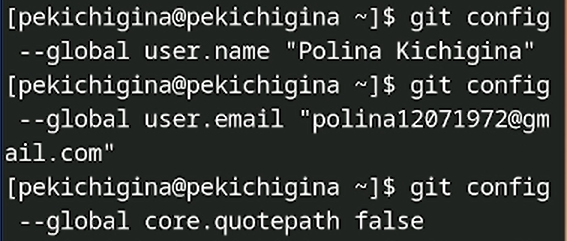 [pekichigina@pekichigina ~]$ git config
 --global user.name "Polina Kichigina"
[pekichigina@pekichigina ~]$ git config
 --global user.email "polina12071972@gm
ail.com"
[pekichigina@pekichigina ~]$ git config
 --global core.quotepath false